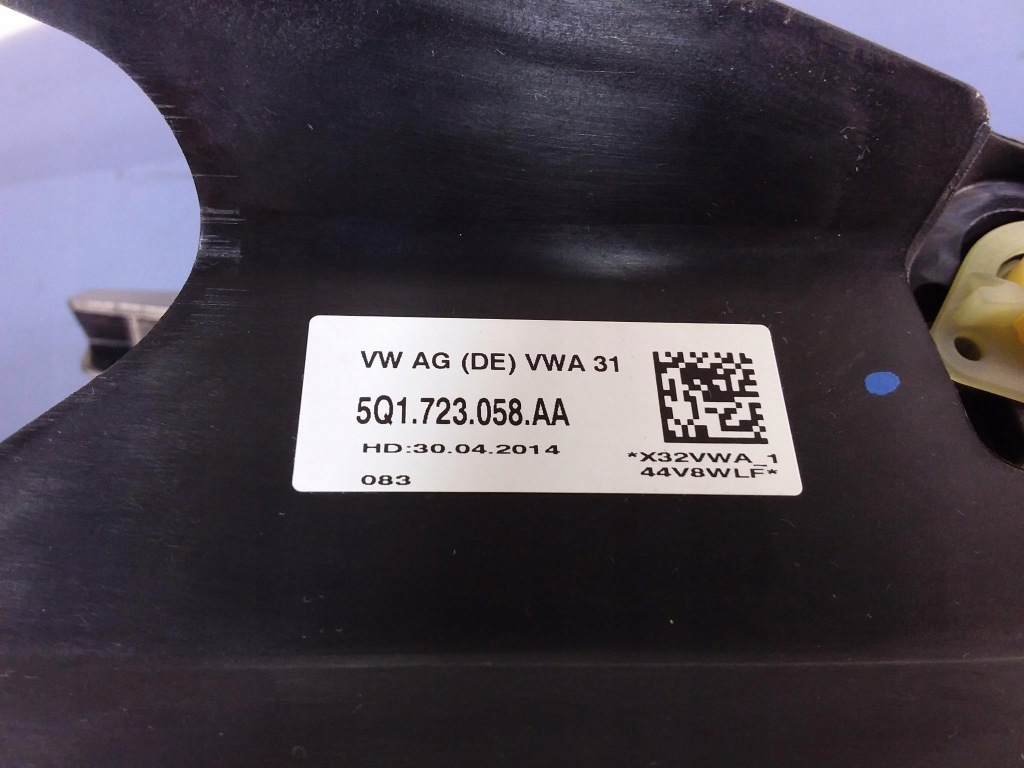 VW AG (DE) VWA 31
5Q1.723.058.AA
HD:30.04.2014
083
*X32VWA_1
44V8WLF*